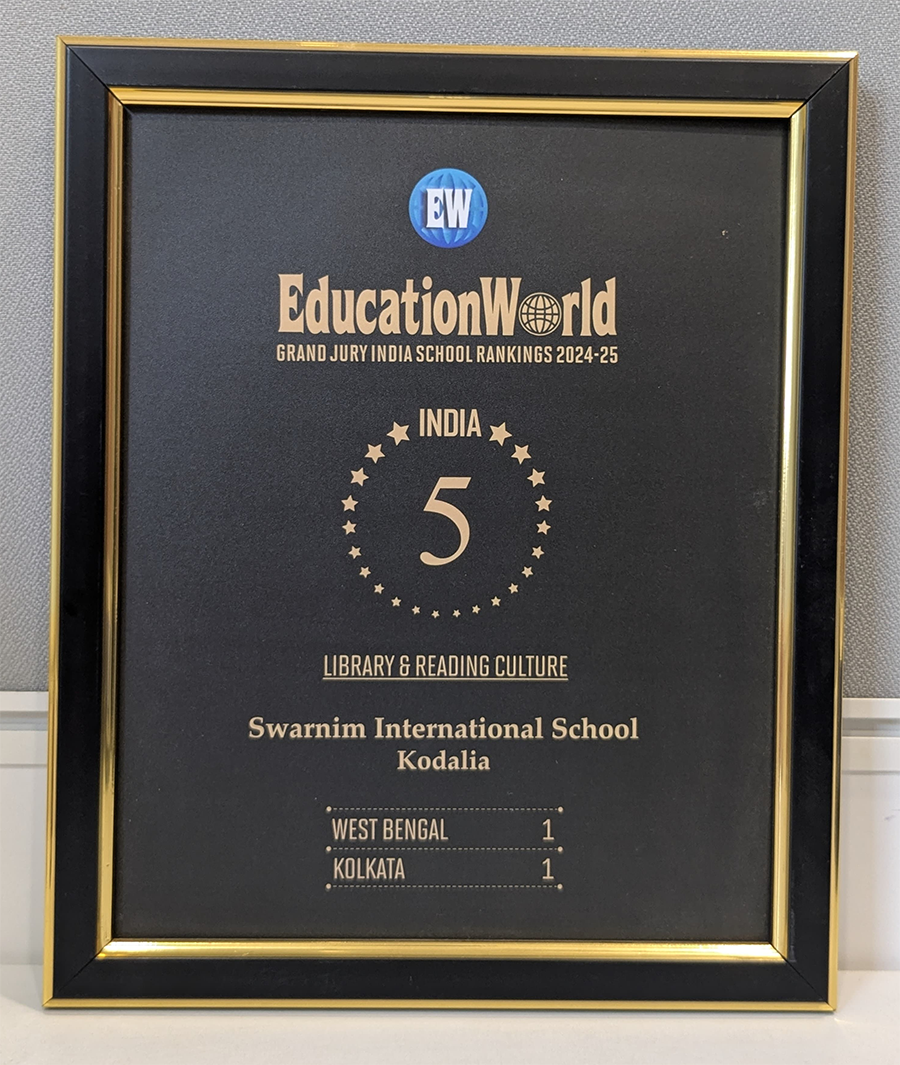 EW
EducationWorld
GRAND JURY INDIA SCHOOL RANKINGS 2024-25
INDIA
5
LIBRARY & READING CULTURE
Swarnim International School
Kodalia
WEST BENGAL 1
KOLKATA 1